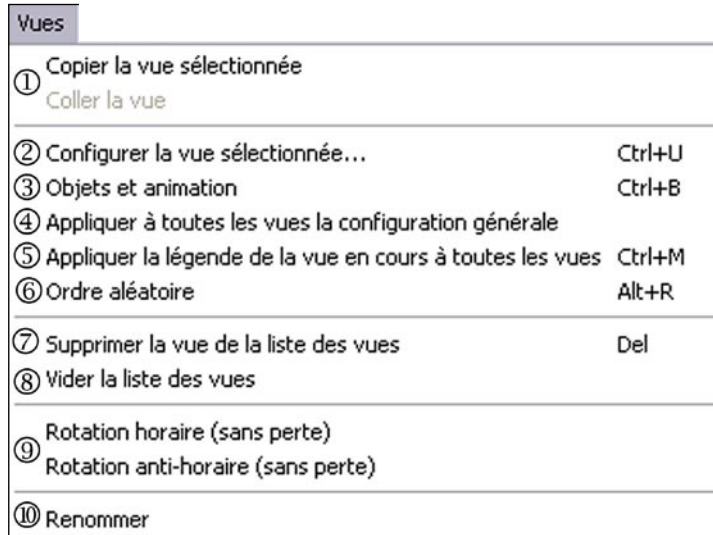 Vues
① Copier la vue sélectionnée
Coller la vue
② Configurer la vue sélectionnée... Ctrl+U
③ Objets et animation Ctrl+B
④ Appliquer à toutes les vues la configuration générale
⑤ Appliquer la légende de la vue en cours à toutes les vues Ctrl+M
⑥ Ordre aléatoire Alt+R
⑦ Supprimer la vue de la liste des vues Del
⑧ Vider la liste des vues
⑨ Rotation horaire (sans perte)
Rotation anti-horaire (sans perte)
⑩ Renommer